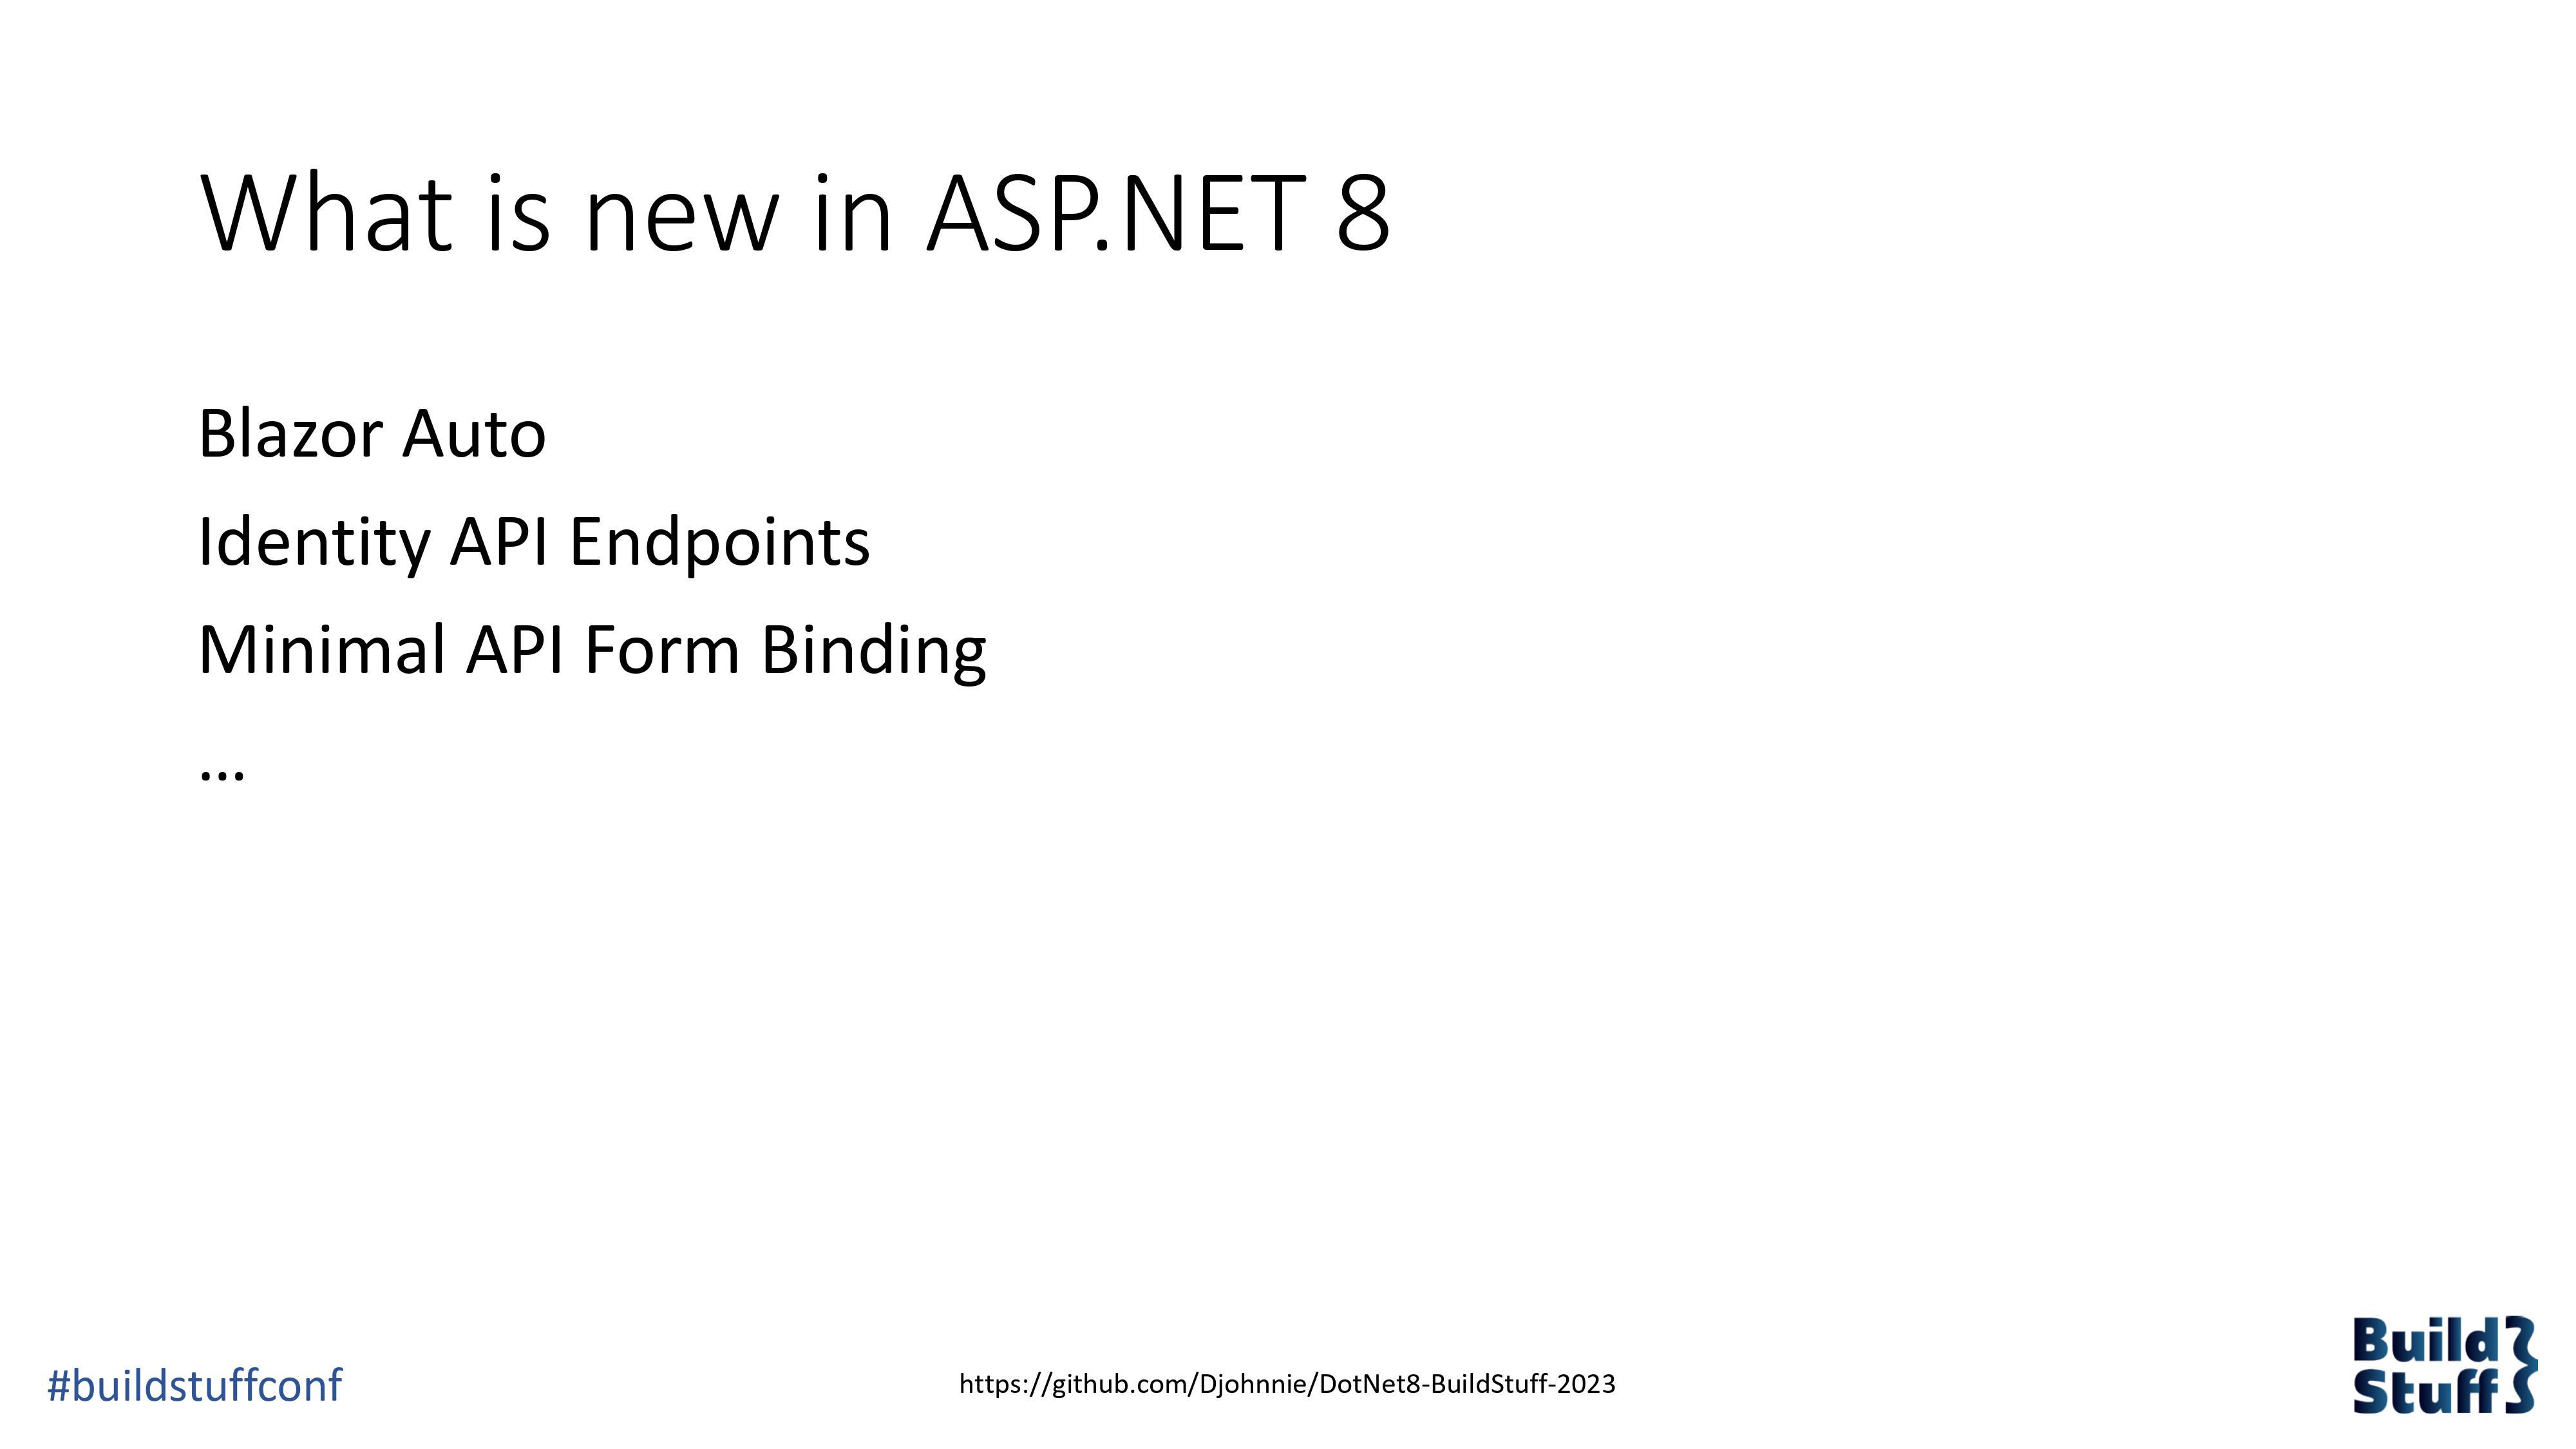 What is new in ASP.NET 8
Blazor Auto
Identity API Endpoints
Minimal API Form Binding
…
#buildstuffconf
https://github.com/Djohnnie/DotNet8-BuildStuff-2023
Build
Stuff